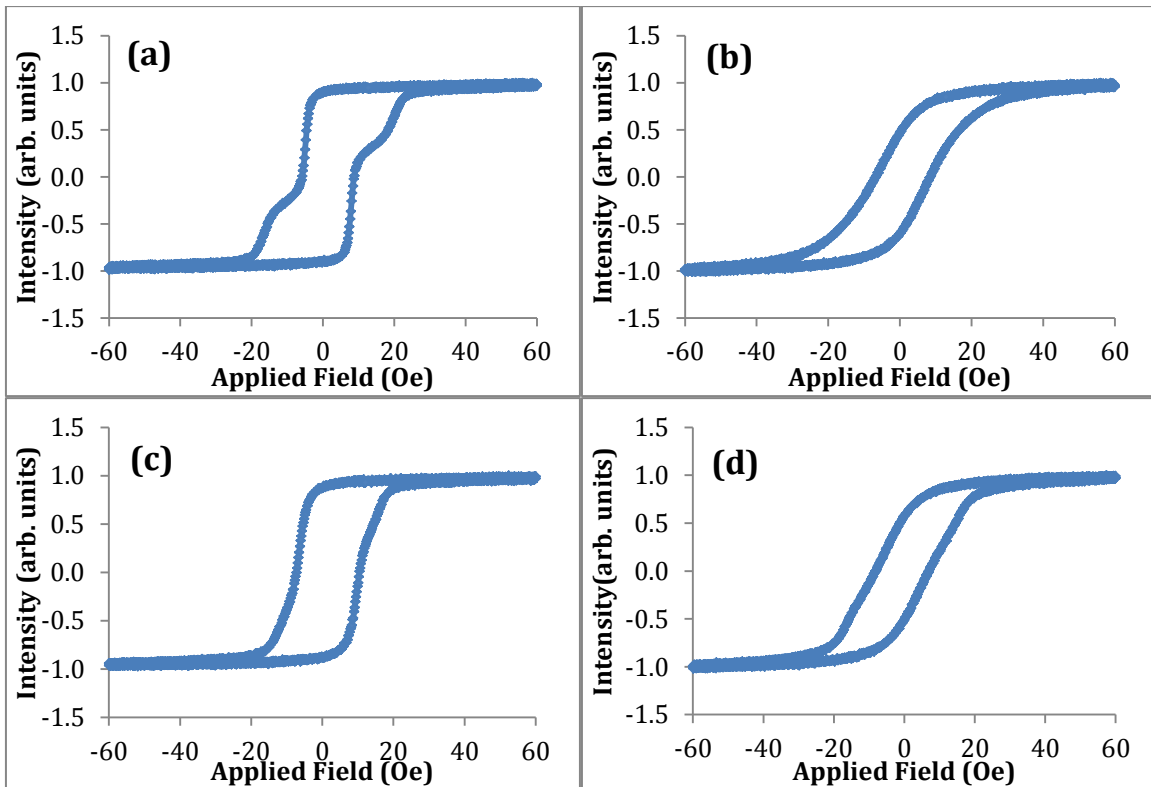 (a)
Intensity (arb. units)
1.5
1.0
0.5
0.0
-0.5
-1.0
-1.5
-60 -40 -20 0 20 40 60
Applied Field (Oe)
(b)
Intensity (arb. units)
1.5
1.0
0.5
0.0
-0.5
-1.0
-1.5
-60 -40 -20 0 20 40 60
Applied Field (Oe)
(c)
Intensity (arb. units)
1.5
1.0
0.5
0.0
-0.5
-1.0
-1.5
-60 -40 -20 0 20 40 60
Applied Field (Oe)
(d)
Intensity(arb. units)
1.5
1.0
0.5
0.0
-0.5
-1.0
-1.5
-60 -40 -20 0 20 40 60
Applied Field (Oe)